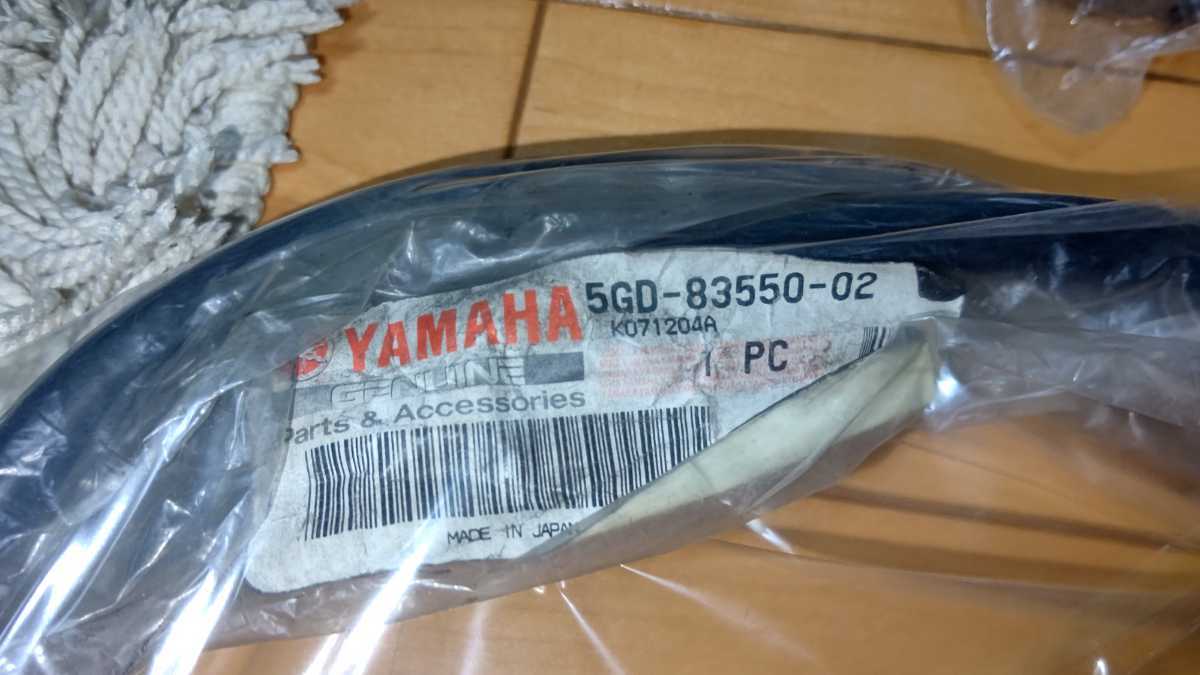 YAMAHA
GENUINE
Parts & Accessories
5GD-83550-02
K071204A
1 PC
MADE IN JAPAN